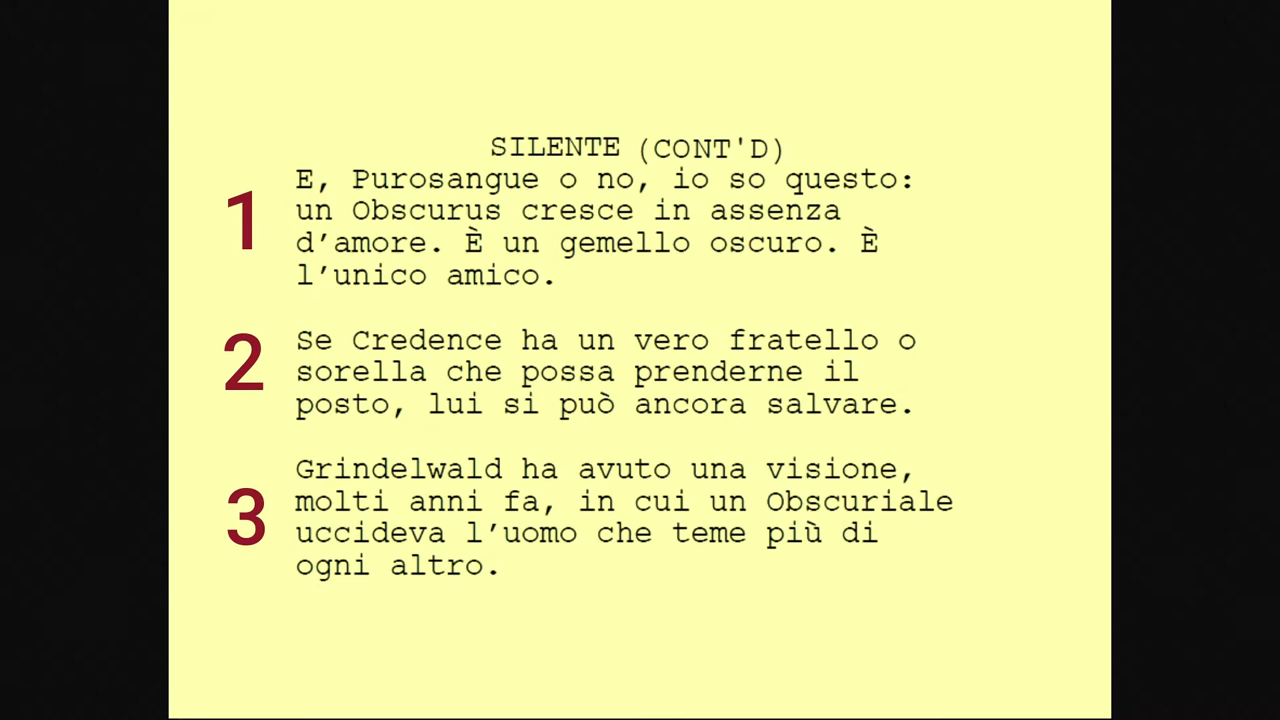 SILENTE (CONT'D)
1
E, Purosangue o no, io so questo:
un Obscurus cresce in assenza
d’amore. È un gemello oscuro. È
l’unico amico.
2
Se Credence ha un vero fratello o
sorella che possa prenderne il
posto, lui si può ancora salvare.
3
Grindelwald ha avuto una visione,
molti anni fa, in cui un Obscuriale
uccideva l’uomo che teme più di
ogni altro.